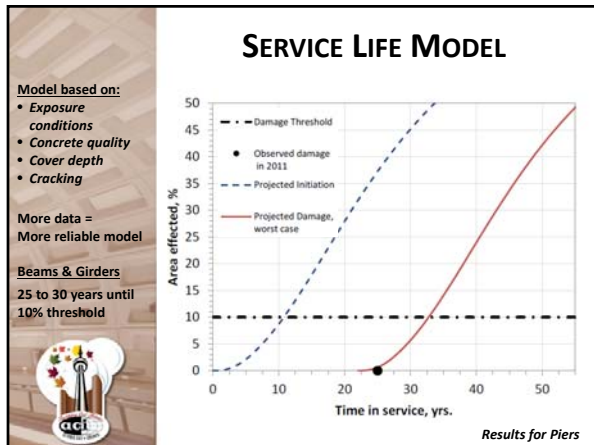 SERVICE LIFE MODEL
Model based on:
• Exposure
conditions
• Concrete quality
• Cover depth
• Cracking
More data =
More reliable model
Beams & Girders
25 to 30 years until
10% threshold
aci
Area effected, %
50
45
40
35
30
25
20
15
10
5
0
Damage Threshold
Observed damage
in 2011
Projected Initiation
Projected Damage,
worst case
0 10 20 30 40 50
Time in service, yrs.
Results for Piers